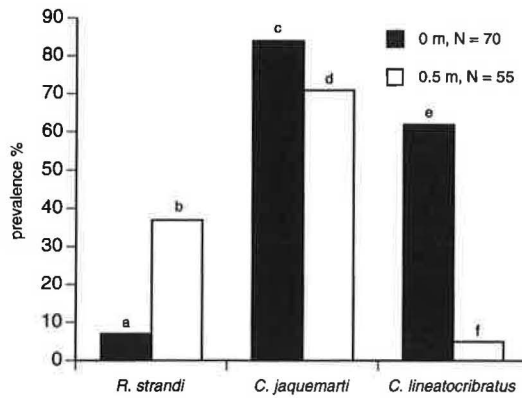 90
80
70
60
50
40
30
20
10
0
prevalence %
a
b
c
d
e
f
0 m, N = 70
0.5 m, N = 55
R. strandi
C. jaquemarti
C. lineatocribratus